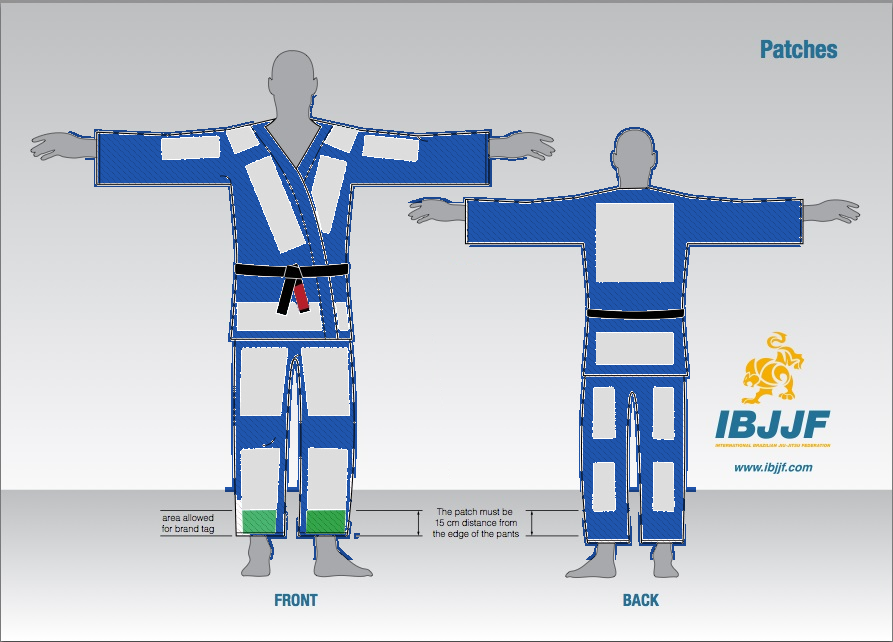 Patches
IBJJF
INTERNATIONAL BRAZILIAN JIU-JITSU FEDERATION
www.ibjjf.com
area allowed
for brand tag
The patch must be
15 cm distance from
the edge of the pants
FRONT
BACK